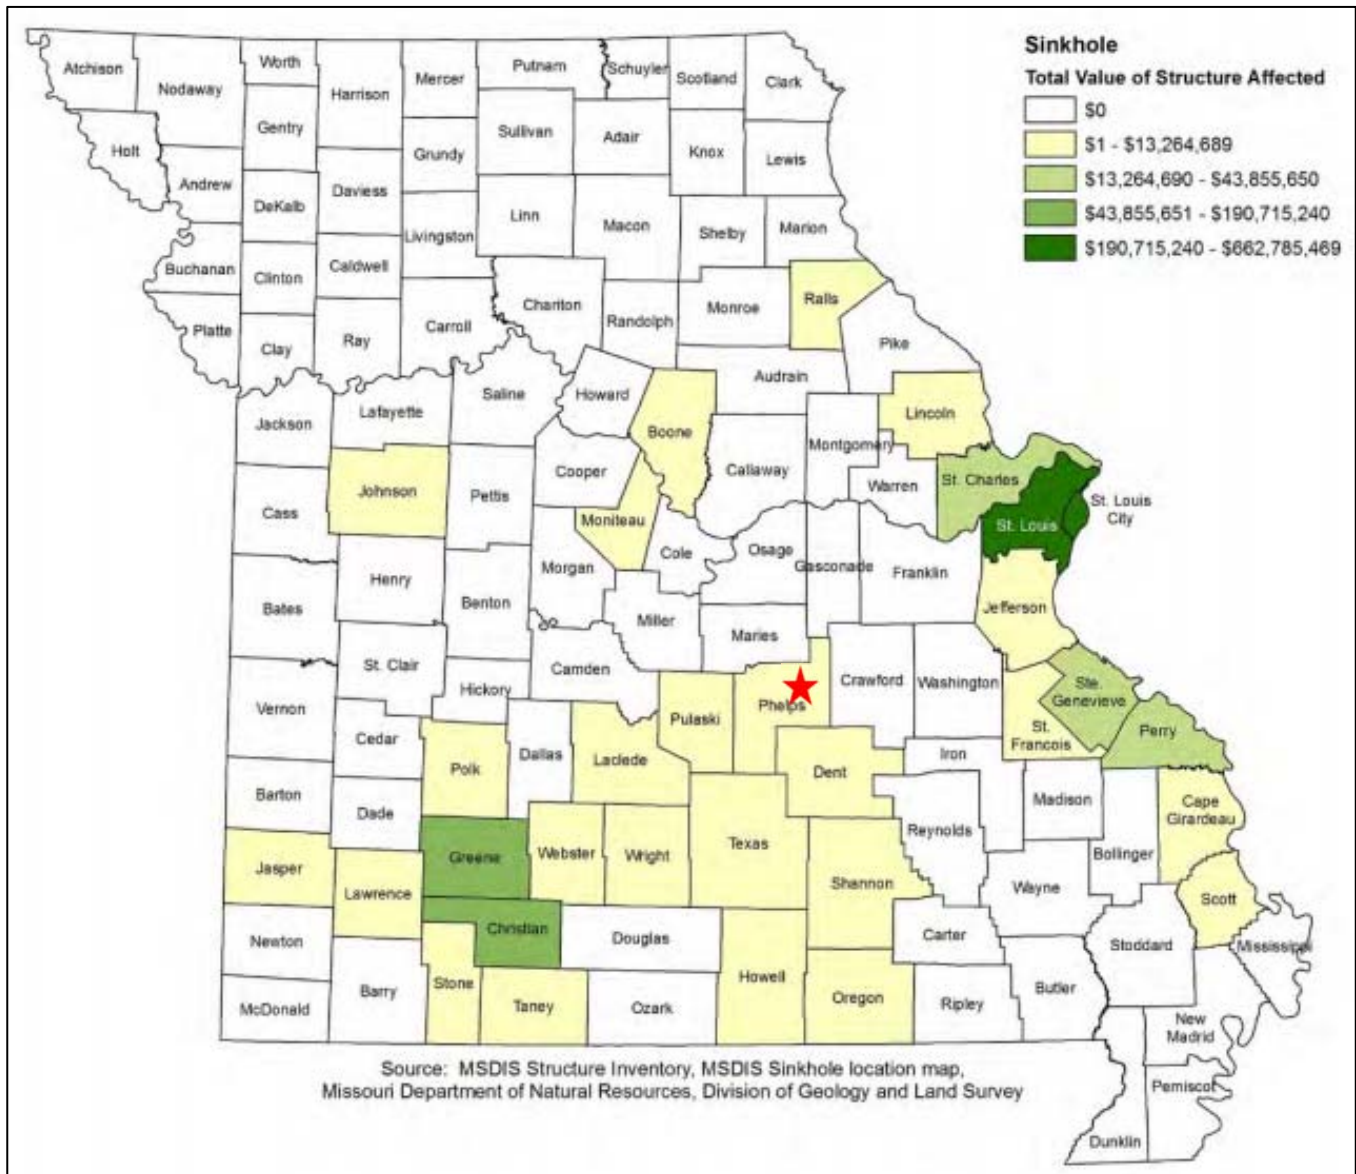 Sinkhole
Total Value of Structure Affected
$0
$1 - $13,264,689
$13,264,690 - $43,855,650
$43,855,651 - $190,715,240
$190,715,240 - $662,785,469
Atchison
Nodaway
Worth
Harrison
Mercer
Putnam
Schuyler
Scotland
Clark
Holt
Gentry
Sullivan
Adair
Knox
Lewis
Andrew
DeKalb
Daviess
Grundy
Linn
Macon
Shelby
Marion
Livingston
Buchanan
Clinton
Caldwell
Chariton
Randolph
Monroe
Ralls
Platte
Clay
Ray
Carroll
Pike
Audrain
Saline
Howard
Boone
Jackson
Lafayette
Lincoln
Montgomery
Callaway
Cooper
Warren
St. Charles
St. Louis
St. Louis
City
Johnson
Pettis
Cass
Moniteau
Cole
Osage
Gasconade
Franklin
Morgan
Henry
Benton
Bates
Jefferson
Miller
Maries
St. Clair
Camden
Hickory
Crawford
Washington
Ste.
Genevieve
Vernon
Cedar
Pulaski
Phelps
St.
Francois
Perry
Polk
Dallas
Laclede
Dent
Iron
Barton
Dade
Madison
Cape
Girardeau
Reynolds
Bollinger
Jasper
Greene
Webster
Wright
Texas
Lawrence
Shannon
Wayne
Scott
Newton
Christian
Douglas
Carter
Stoddard
Mississippi
McDonald
Barry
Stone
Taney
Ozark
Howell
Oregon
Ripley
Butler
New
Madrid
Pemiscot
Dunklin
Source: MSDIS Structure Inventory, MSDIS Sinkhole location map,
Missouri Department of Natural Resources, Division of Geology and Land Survey